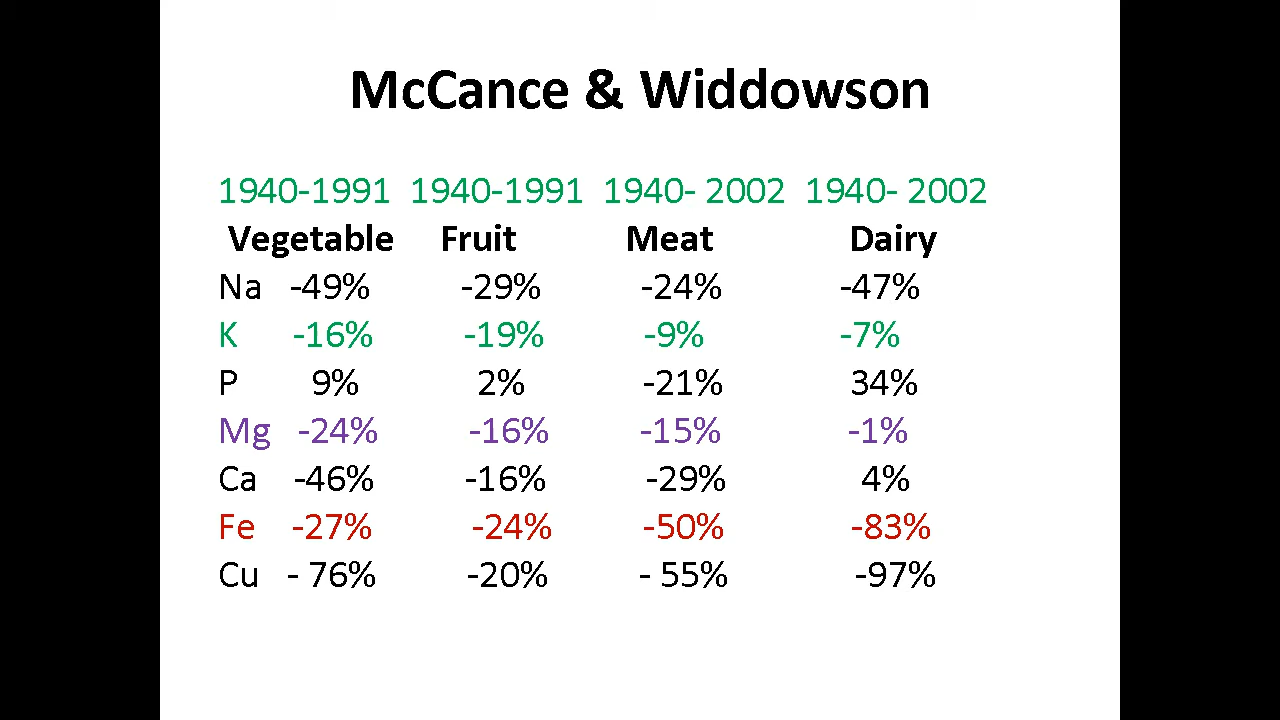 McCance & Widdowson
1940-1991 1940-1991 1940- 2002 1940- 2002
Vegetable Fruit Meat Dairy
Na -49% -29% -24% -47%
K -16% -19% -9% -7%
P 9% 2% -21% 34%
Mg -24% -16% -15% -1%
Ca -46% -16% -29% 4%
Fe -27% -24% -50% -83%
Cu - 76% -20% - 55% -97%